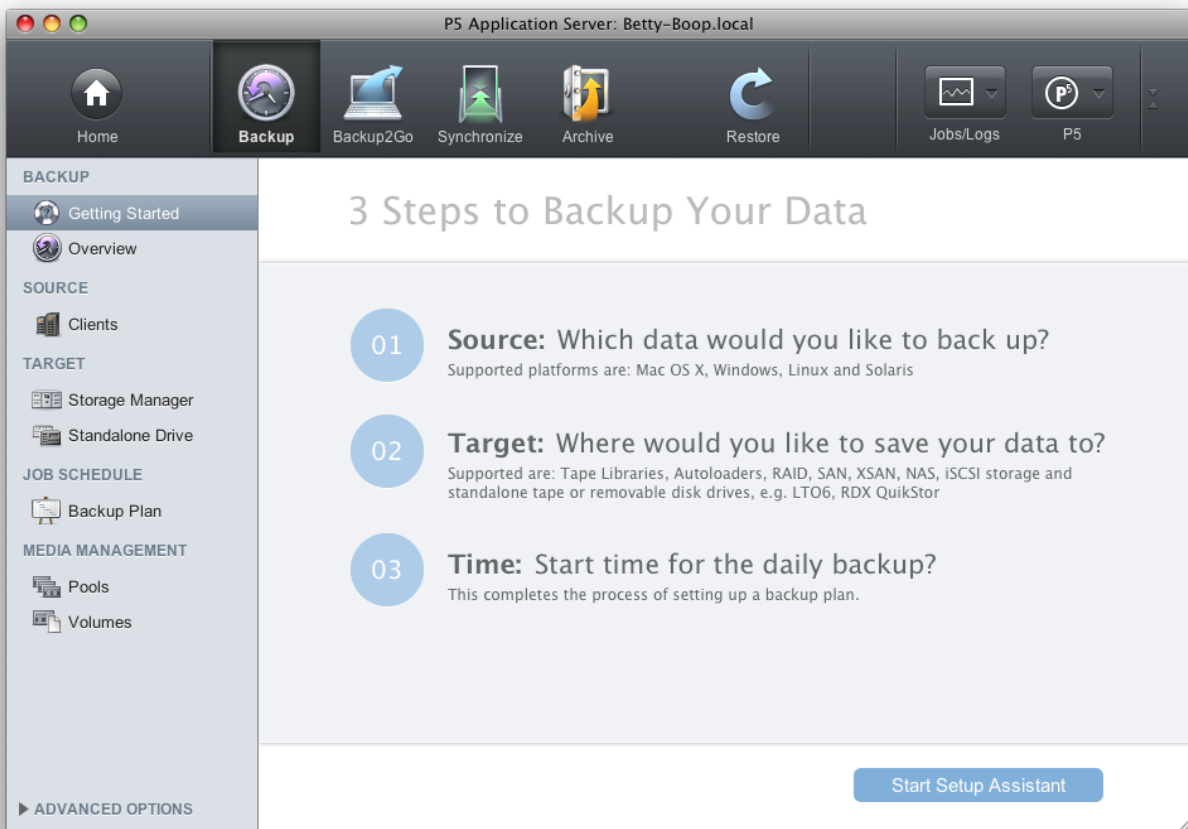 P5 Application Server: Betty-Boop.local
Home
Backup
Backup2Go
Synchronize
Archive
Restore
Jobs/Logs
P5
P5
BACKUP
Getting Started
Overview
SOURCE
Clients
TARGET
Storage Manager
Standalone Drive
JOB SCHEDULE
Backup Plan
MEDIA MANAGEMENT
Pools
Volumes
ADVANCED OPTIONS
3 Steps to Backup Your Data
01
Source: Which data would you like to back up?
Supported platforms are: Mac OS X, Windows, Linux and Solaris
02
Target: Where would you like to save your data to?
Supported are: Tape Libraries, Autoloaders, RAID, SAN, XSAN, NAS, iSCSI storage and
standalone tape or removable disk drives, e.g. LTO6, RDX QuikStor
03
Time: Start time for the daily backup?
This completes the process of setting up a backup plan.
Start Setup Assistant